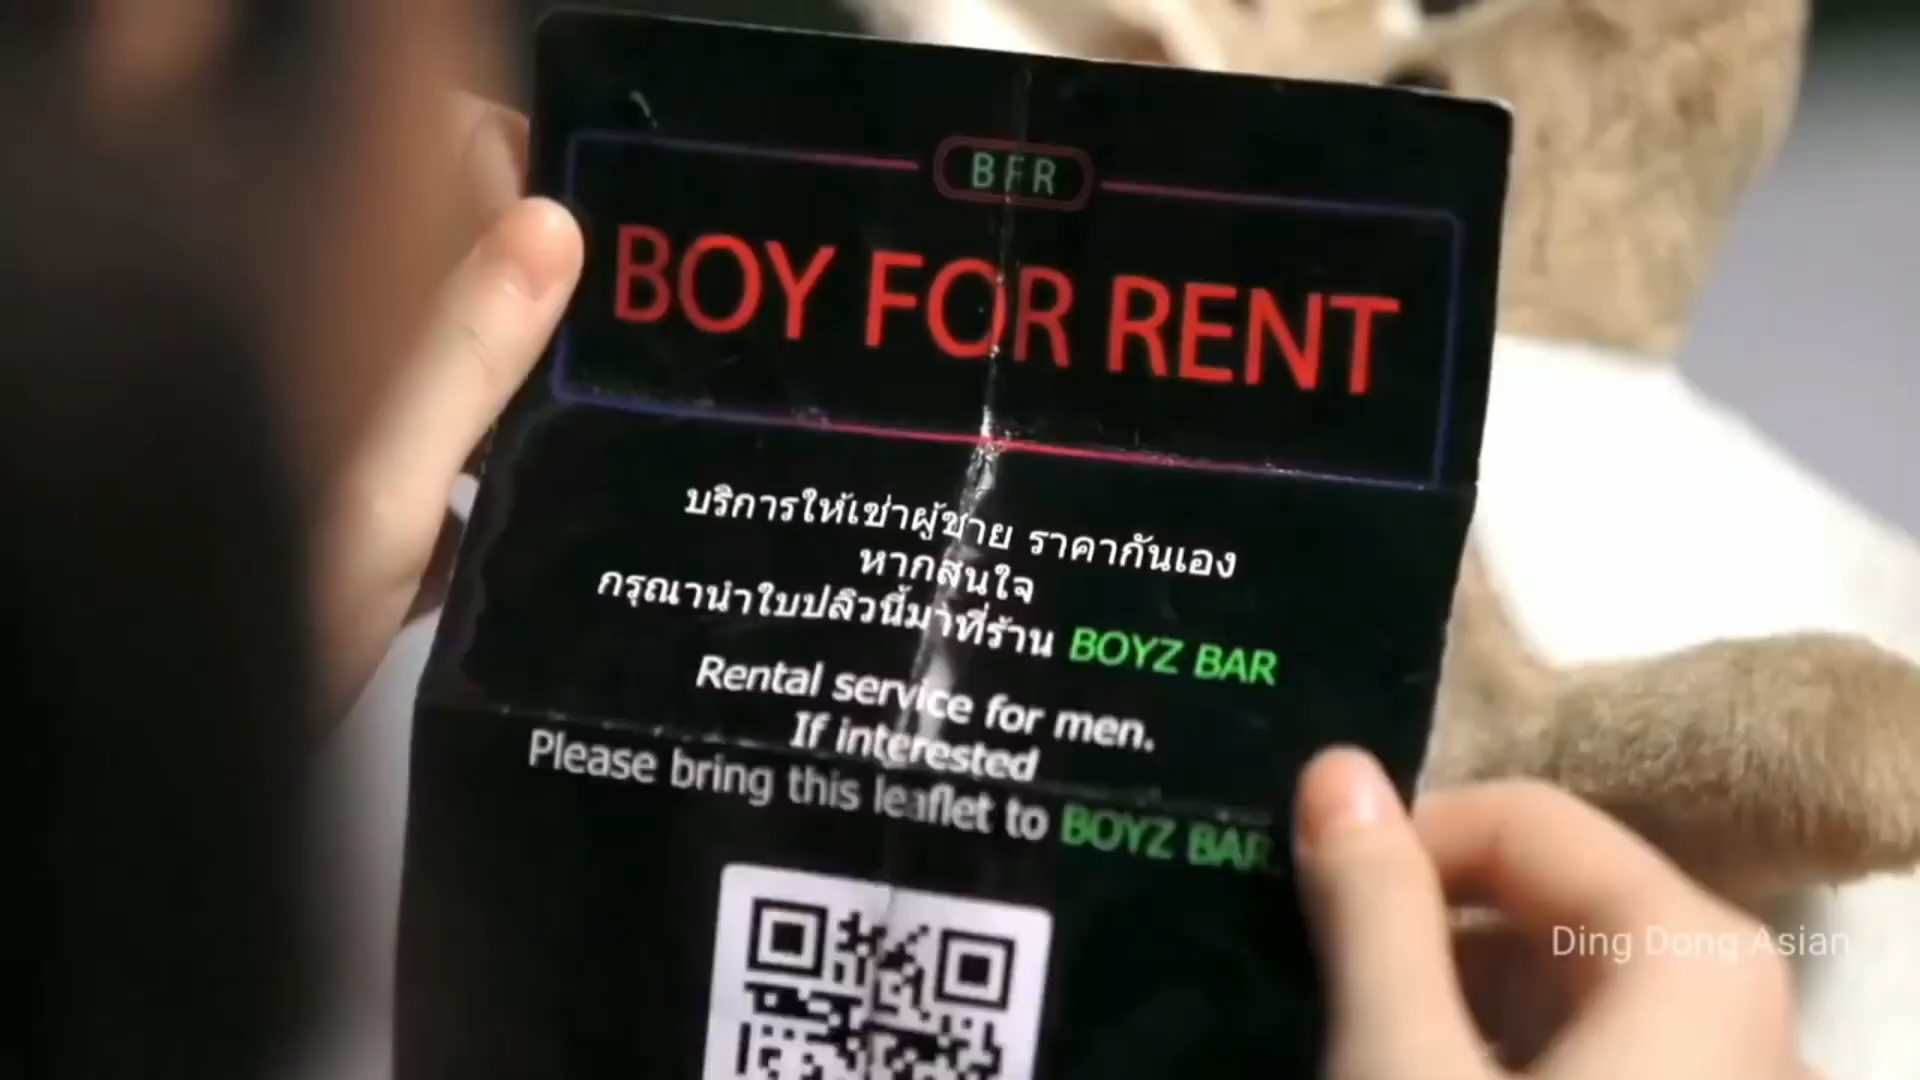 BFR
BOY FOR RENT
บริการให้เช่าผู้ชาย ราคากันเอง
หากสนใจ
กรุณานำใบปลิวนี้มาที่ร้าน BOYZ BAR
Rental service for men.
If interested
Please bring this leaflet to BOYZ BAR.
Ding Dong Asian